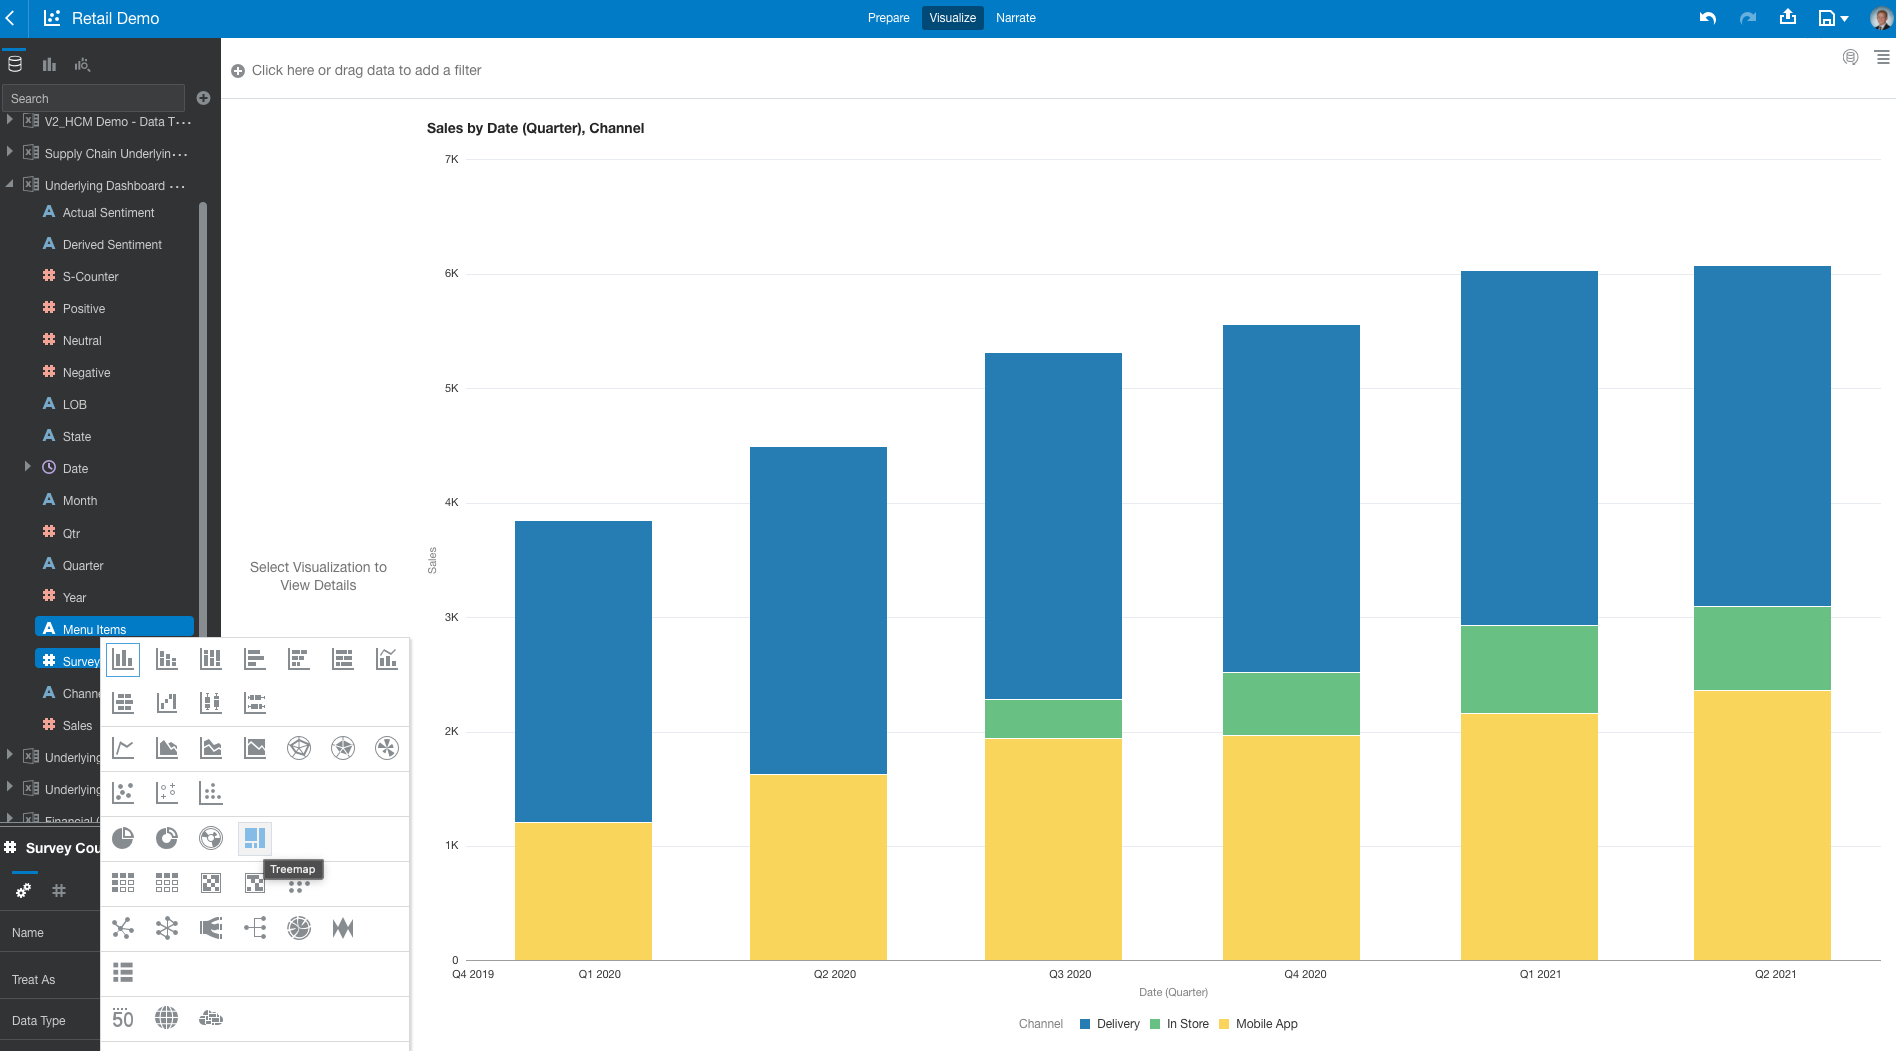 Retail Demo
Prepare
Visualize
Narrate
Search
V2_HCM Demo - Data T...
Supply Chain Underlyin...
Underlying Dashboard ...
Actual Sentiment
Derived Sentiment
S-Counter
Positive
Neutral
Negative
LOB
State
Date
Month
Qtr
Quarter
Year
Menu Items
Survey
Channe
Sales
Underlying
Underlying
Financial (
Survey Cou
Name
Treat As
Data Type
Treemap
50
Click here or drag data to add a filter
Select Visualization to
View Details
Sales by Date (Quarter), Channel
7K
6K
5K
4K
3K
2K
1K
0
Sales
Q4 2019
Q1 2020
Q2 2020
Q3 2020
Q4 2020
Q1 2021
Q2 2021
Date (Quarter)
Channel
Delivery
In Store
Mobile App